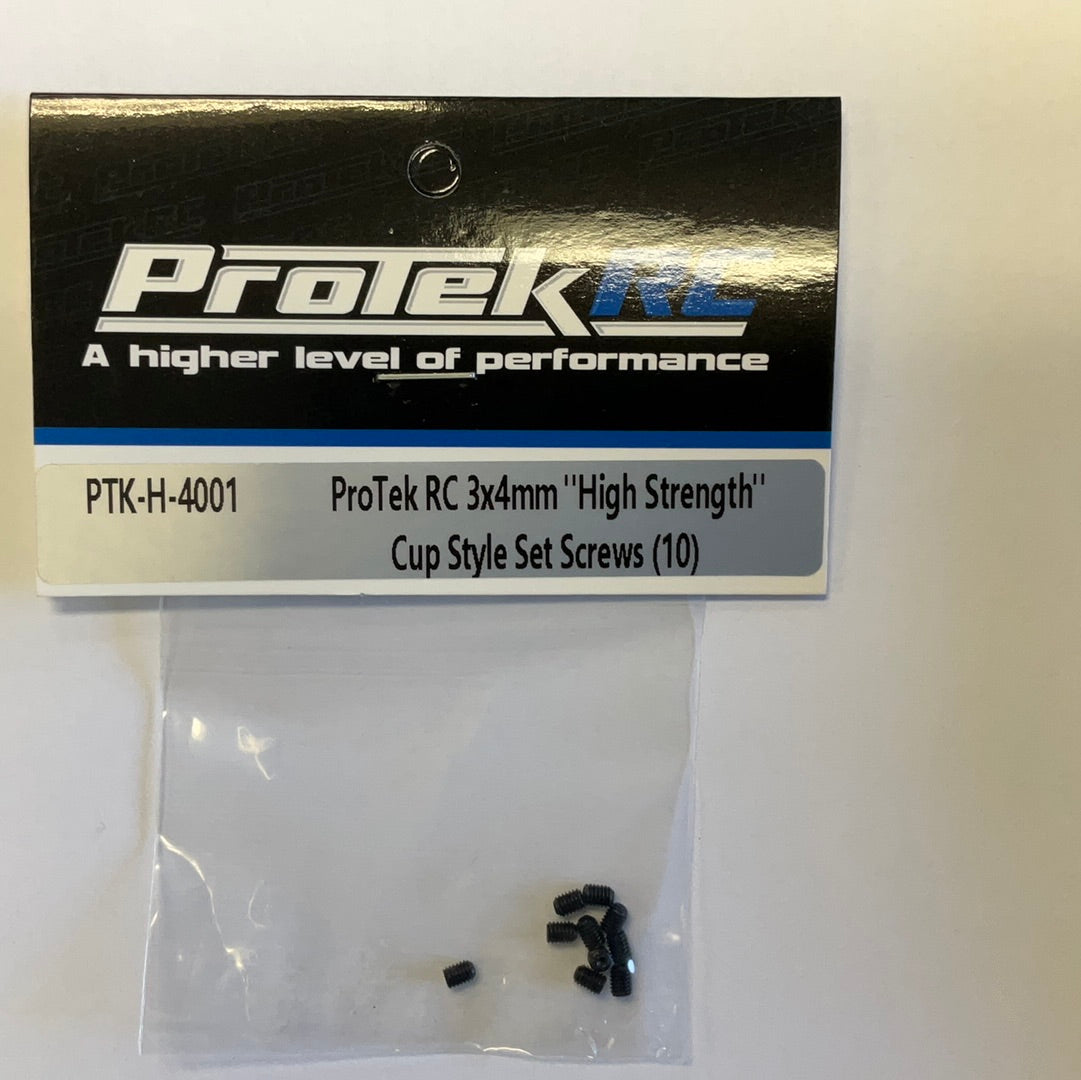 ProTek RC
A higher level of performance
PTK-H-4001 ProTek RC 3x4mm ''High Strength''
Cup Style Set Screws (10)